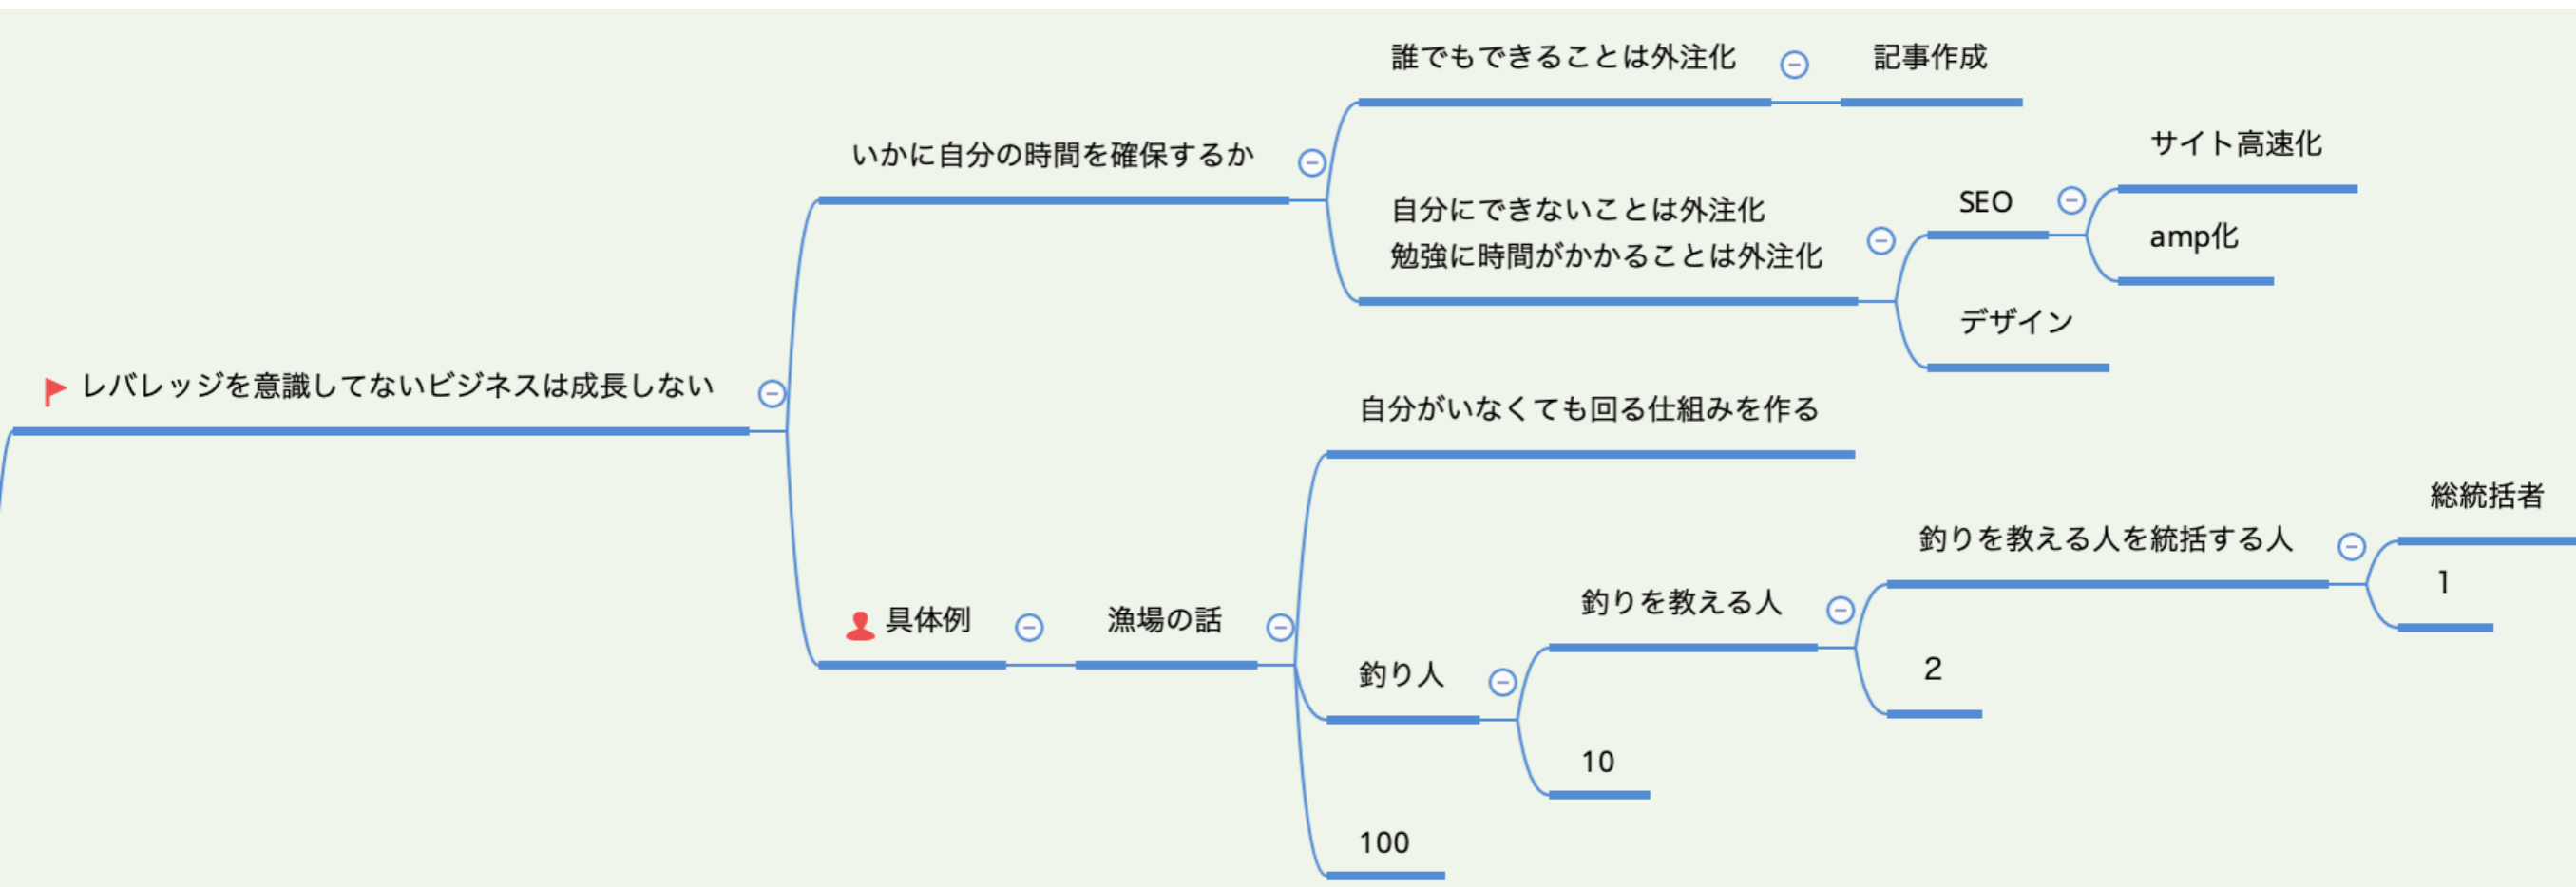 レバレッジを意識してないビジネスは成長しない
いかに自分の時間を確保するか
誰でもできることは外注化
記事作成
自分にできないことは外注化
勉強に時間がかかることは外注化
SEO
サイト高速化
amp化
デザイン
具体例
漁場の話
自分がいなくても回る仕組みを作る
釣り人
釣りを教える人
釣りを教える人を統括する人
総統括者
1
2
10
100